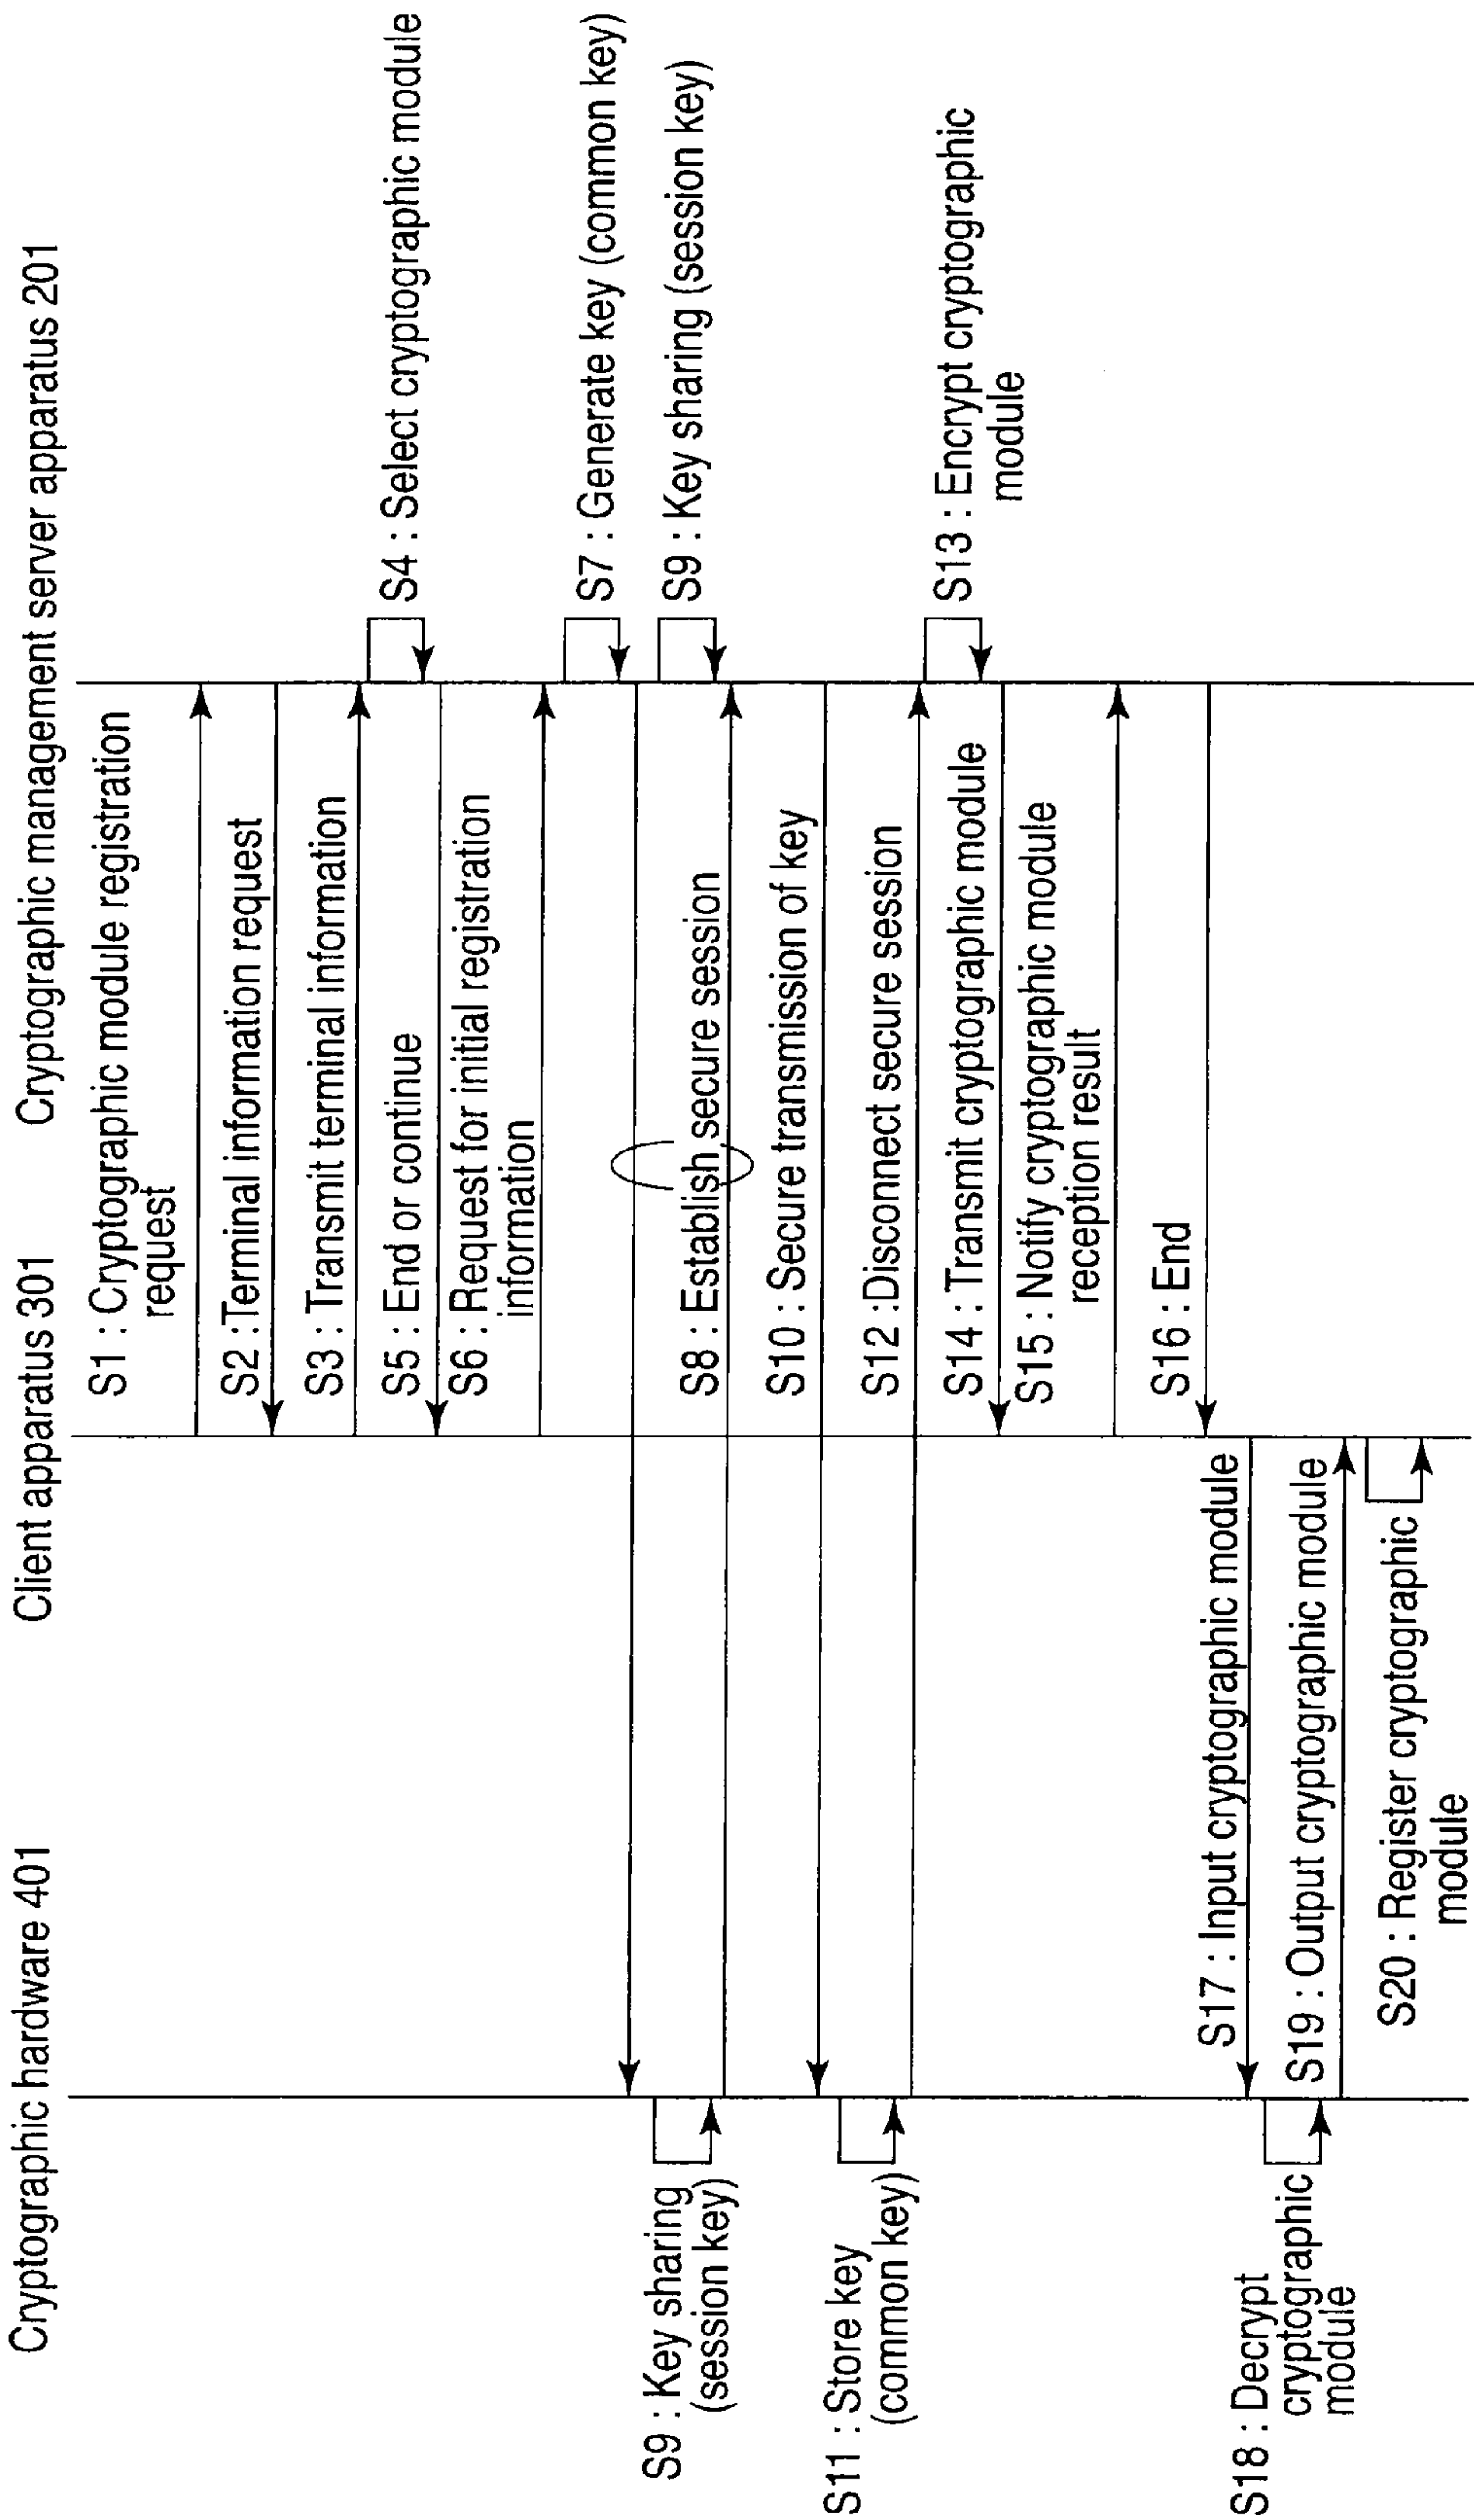 Cryptographic hardware 401
Client apparatus 301
Cryptographic management server apparatus 201
S1 : Cryptographic module registration
request
S2 :Terminal information request
S3 : Transmit terminal information
S4 : Select cryptographic module
S5 : End or continue
S6 : Request for initial registration
information
S7 : Generate key (common key)
S8 : Establish secure session
S9 : Key sharing
(session key)
S9 : Key sharing (session key)
S10 : Secure transmission of key
S11 : Store key
(common key)
S12 :Disconnect secure session
S13 : Encrypt cryptographic
module
S14 : Transmit cryptographic module
S15 : Notify cryptographic module
reception result
S16 : End
S17 : Input cryptographic module
S18 : Decrypt
cryptographic
module
S19 : Output cryptographic module
S20 : Register cryptographic
module